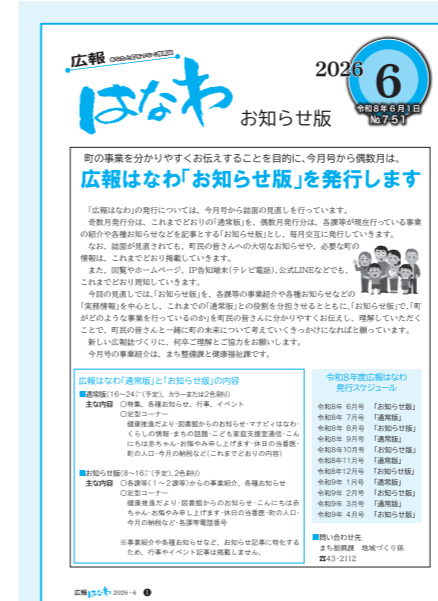 広報
はなわ
お知らせ版
2026
6
令和8年6月1日
No.751
町の事業を分かりやすくお伝えすることを目的に、今月号から偶数月は、
広報はなわ「お知らせ版」を発行します
「広報はなわ」の発行については、今月号から誌面の見直しを行っています。
奇数月発行分は、これまでどおりの「通常版」を、偶数月発行分は、各課等が現在行っている事業
の紹介や各種お知らせなどを記事とする「お知らせ版」とし、毎月交互に発行していきます。
なお、誌面が見直されても、町民の皆さんへの大切なお知らせや、必要な町の
情報は、これまでどおり掲載していきます。
また、回覧やホームページ、IP告知端末(テレビ電話)、公式LINEなどでも、
これまでどおり周知していきます。
今回の見直しでは、「お知らせ版」を、各課等の事業紹介や各種お知らせなどの
「実務情報」を中心とし、これまでの「通常版」との役割を分担させるとともに、「お知らせ版」で、「町
がどのような事業を行っているのか」を町民の皆さんに分かりやすくお伝えし、理解していただく
ことで、町民の皆さんと一緒に町の未来について考えていくきっかけになればと願っています。
新しい広報誌づくりに、何卒ご理解とご協力をお願いします。
今月号の事業紹介は、まち整備課と健康福祉課です。
広報はなわ「通常版」と「お知らせ版」の内容
■通常版(16～24㌻(予定)、カラーまたは2色刷り)
主な内容 ○特集、各種お知らせ、行事、イベント
○定型コーナー
健康推進だより・図書館からのお知らせ・マナビィはなわ・
くらしの情報・まちの話題・こども家庭支援室通信・こん
にちは赤ちゃん・お悔やみ申し上げます・休日の当番医・
町の人口・今月の納税など(これまでどおりの内容)
■お知らせ版(8～16㌻(予定)、2色刷り)
主な内容 ○各課等(1～2課等)からの事業紹介、各種お知らせ
○定型コーナー
健康推進だより・図書館からのお知らせ・こんにちは赤
ちゃん・お悔やみ申し上げます・休日の当番医・町の人口・
今月の納税など・各課等電話番号
※事業紹介や各種お知らせなど、お知らせ記事に特化する
ため、行事やイベント記事は掲載しません。
令和8年度広報はなわ
発行スケジュール
令和8年 6月号 「お知らせ版」
令和8年 7月号 「通常版」
令和8年 8月号 「お知らせ版」
令和8年 9月号 「通常版」
令和8年10月号 「お知らせ版」
令和8年11月号 「通常版」
令和8年12月号 「お知らせ版」
令和9年 1月号 「通常版」
令和9年 2月号 「お知らせ版」
令和9年 3月号 「通常版」
令和9年 4月号 「お知らせ版」
■問い合わせ先
まち振興課 地域づくり係
☎43-2112
広報 はなわ 2026-6 1